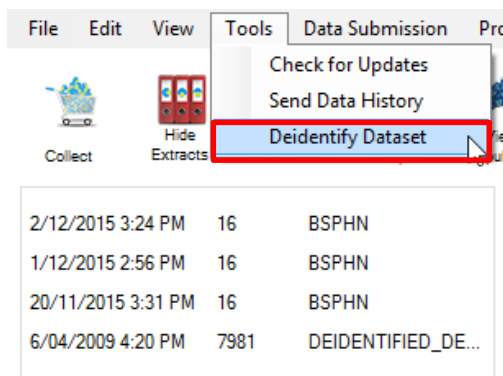 File Edit View Tools Data Submission
Check for Updates
Send Data History
Deidentify Dataset
Collect
Hide
Extracts
2/12/2015 3:24 PM 16 BSPHN
1/12/2015 2:56 PM 16 BSPHN
20/11/2015 3:31 PM 16 BSPHN
6/04/2009 4:20 PM 7981 DEIDENTIFIED_DE...